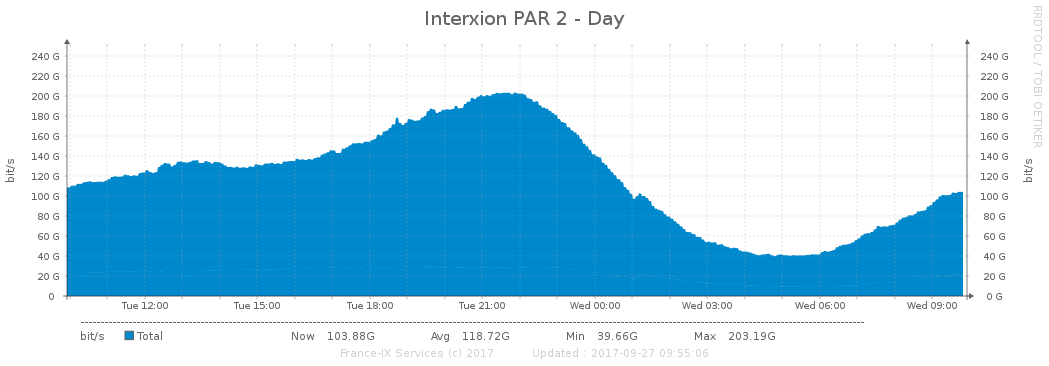 Interxion PAR 2 - Day
RRDTOOL / TOBI OETIKER
bit/s
240 G 240 G
220 G 220 G
200 G 200 G
180 G 180 G
160 G 160 G
140 G 140 G
120 G 120 G
100 G 100 G
80 G 80 G
60 G 60 G
40 G 40 G
20 G 20 G
0 0 G
bit/s
Tue 12:00 Tue 15:00 Tue 18:00 Tue 21:00 Wed 00:00 Wed 03:00 Wed 06:00 Wed 09:00
bit/s Total Now 103.88G Avg 118.72G Min 39.66G Max 203.19G
France-IX Services (c) 2017 Updated : 2017-09-27 09:55:06